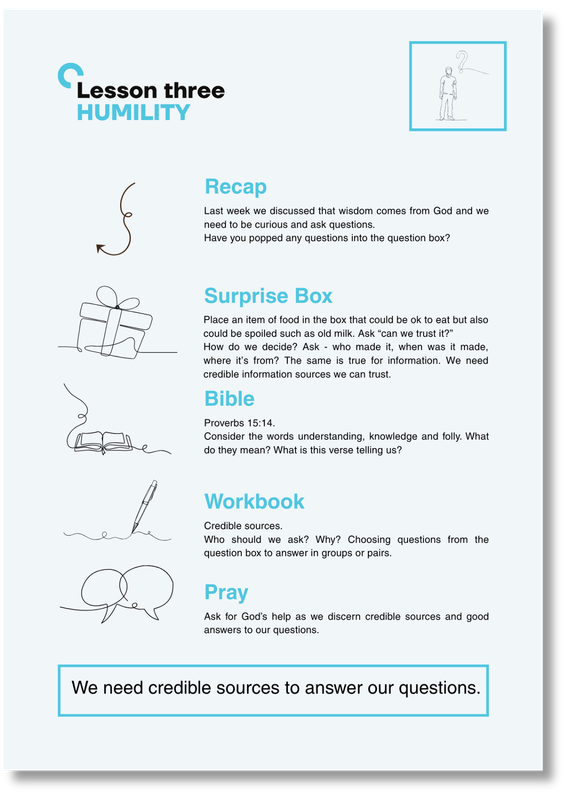 Lesson three
HUMILITY
Recap
Last week we discussed that wisdom comes from God and we
need to be curious and ask questions.
Have you popped any questions into the question box?
Surprise Box
Place an item of food in the box that could be ok to eat but also
could be spoiled such as old milk. Ask “can we trust it?”
How do we decide? Ask - who made it, when was it made,
where it’s from? The same is true for information. We need
credible information sources we can trust.
Bible
Proverbs 15:14.
Consider the words understanding, knowledge and folly. What
do they mean? What is this verse telling us?
Workbook
Credible sources.
Who should we ask? Why? Choosing questions from the
question box to answer in groups or pairs.
Pray
Ask for God’s help as we discern credible sources and good
answers to our questions.
We need credible sources to answer our questions.